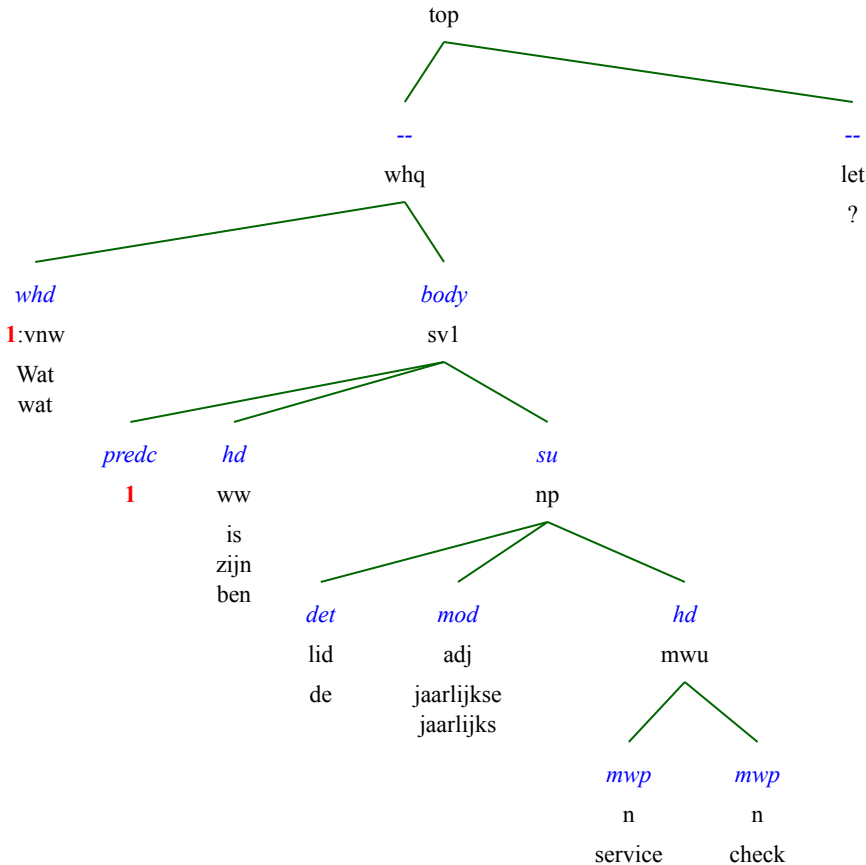 top
-- --
whq let
?
whd body
1:vnw sv1
Wat
wat
predc hd su
1 ww np
is
zijn
ben
det mod hd
lid adj mwu
de jaarlijkse
jaarlijks
mwp mwp
n n
service check